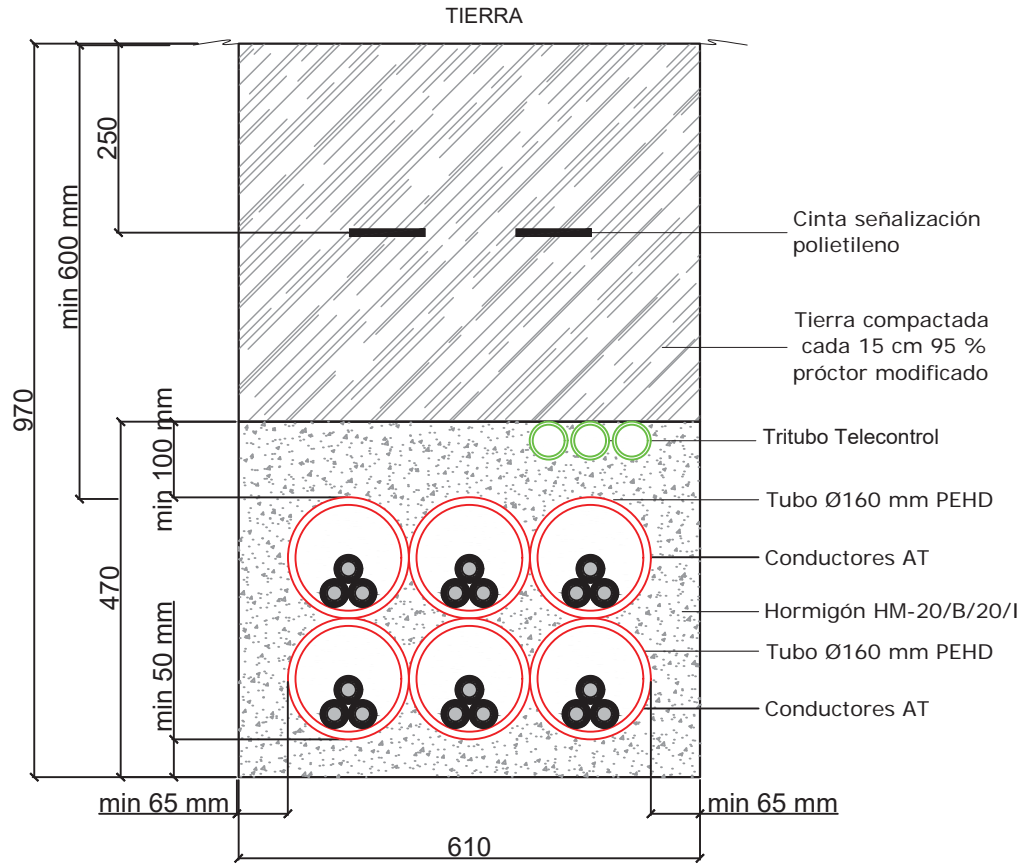 TIERRA
250
min 600 mm
970
Cinta señalización
polietileno
Tierra compactada
cada 15 cm 95 %
próctor modificado
min 100 mm
Tritubo Telecontrol
Tubo Ø160 mm PEHD
Conductores AT
470
Hormigón HM-20/B/20/I
Tubo Ø160 mm PEHD
min 50 mm
Conductores AT
min 65 mm
min 65 mm
610